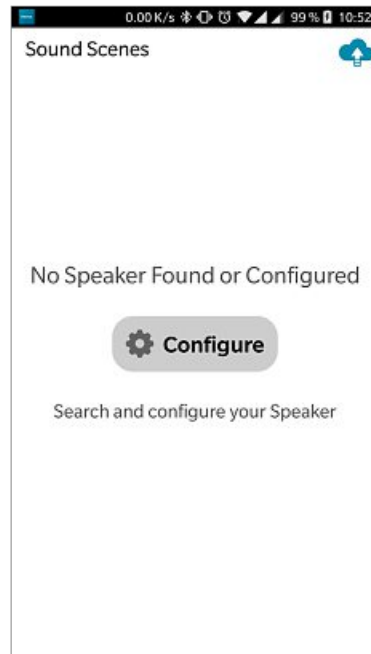 0.00 K/s 99 % 10:52
Sound Scenes
No Speaker Found or Configured
Configure
Search and configure your Speaker